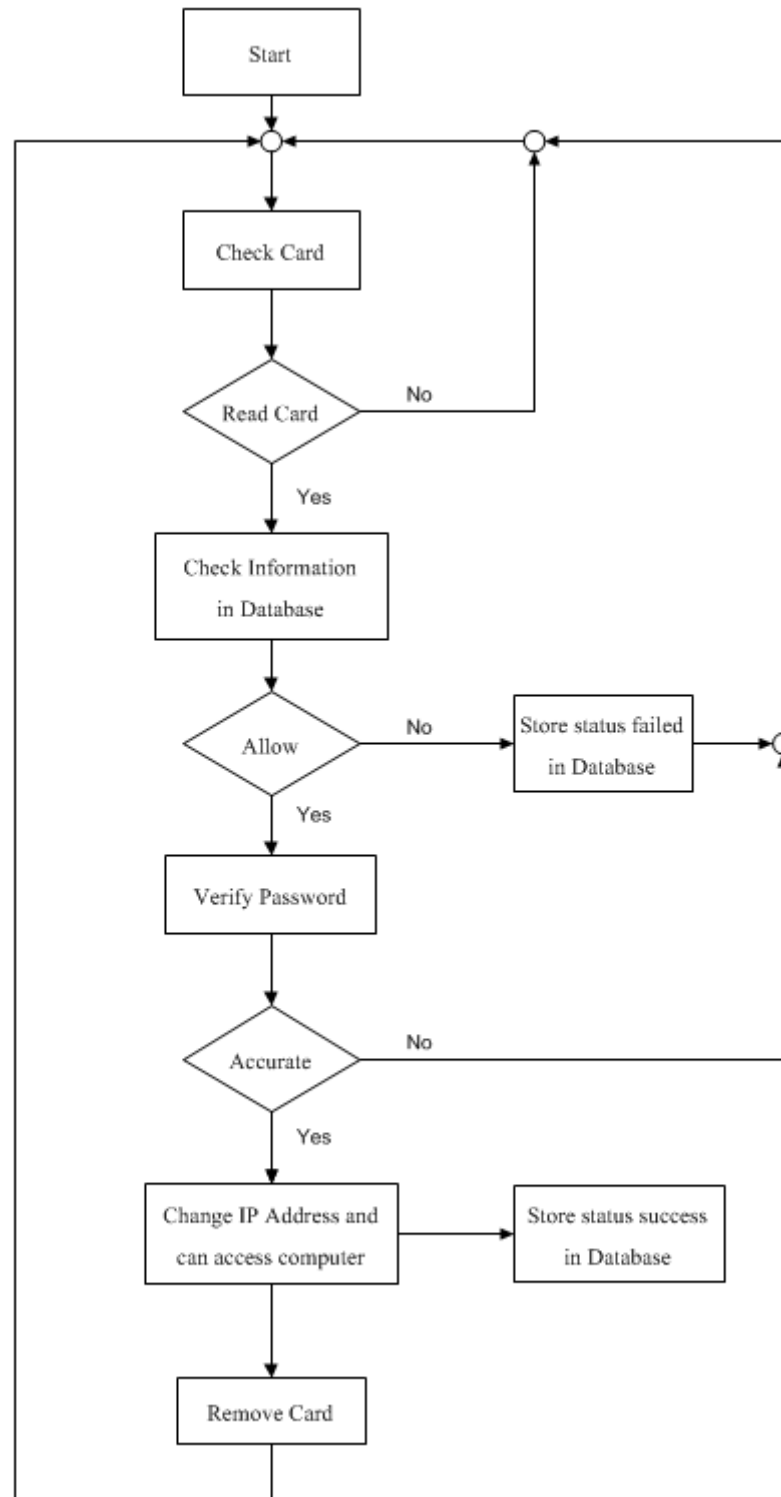 Start
Check Card
Read Card
No
Yes
Check Information
in Database
Allow
No
Store status failed
in Database
Yes
Verify Password
Accurate
No
Yes
Change IP Address and
can access computer
Store status success
in Database
Remove Card